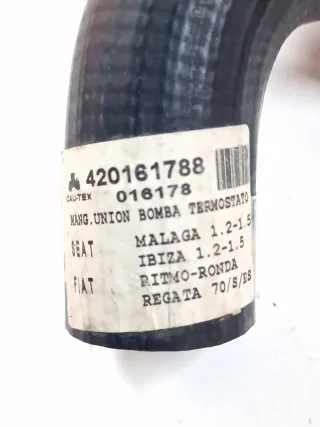 CAU-TEX 420161788
016178
MANG.UNION BOMBA TERMOSTATO
SEAT MALAGA 1.2-1.5
IBIZA 1.2-1.5
FIAT RITMO-RONDA
REGATA 70/S/ES